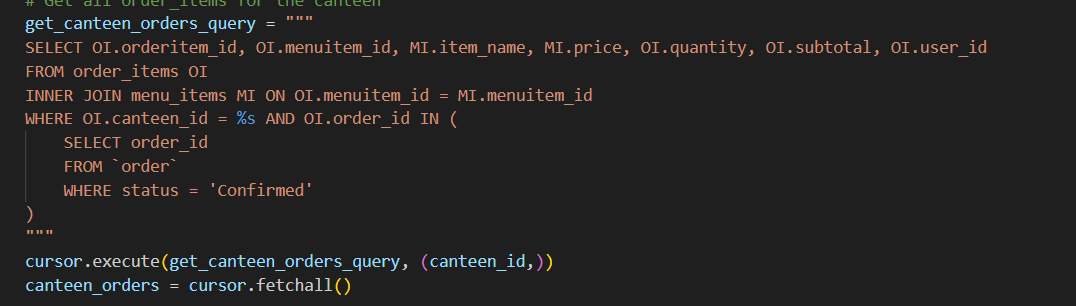 # Get all order_items for the canteen
get_canteen_orders_query = """
SELECT OI.orderitem_id, OI.menuitem_id, MI.item_name, MI.price, OI.quantity, OI.subtotal, OI.user_id
FROM order_items OI
INNER JOIN menu_items MI ON OI.menuitem_id = MI.menuitem_id
WHERE OI.canteen_id = %s AND OI.order_id IN (
    SELECT order_id
    FROM `order`
    WHERE status = 'Confirmed'
)
"""
cursor.execute(get_canteen_orders_query, (canteen_id,))
canteen_orders = cursor.fetchall()